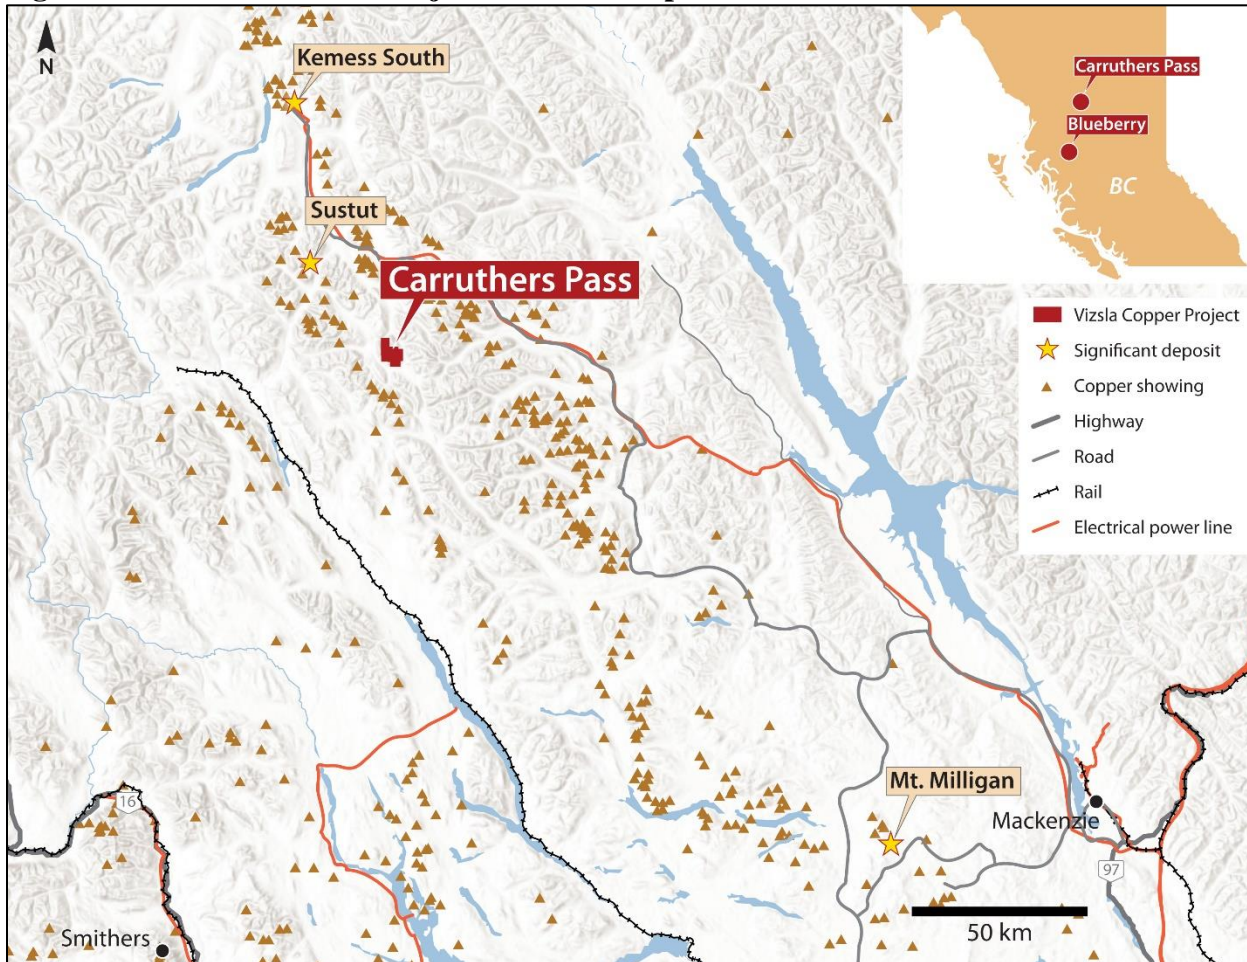 N
Kemess South
Sustut
Carruthers Pass
Mt. Milligan
Mackenzie
Smithers
16
97
50 km
Carruthers Pass
Blueberry
BC
Vizsla Copper Project
Significant deposit
Copper showing
Highway
Road
Rail
Electrical power line